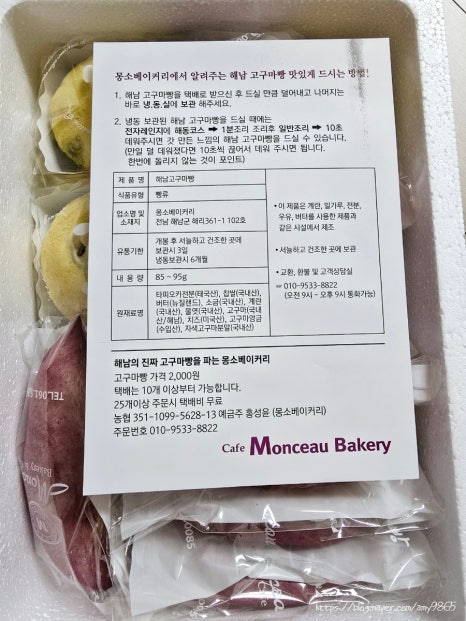 몽소베이커리에서 알려주는 해남 고구마빵 맛있게 드시는 방법!
1. 해남 고구마빵을 택배로 받으신 후 드실 만큼 덜어내고 나머지는
바로 냉.동.실에 보관 해주세요.
2. 냉동 보관된 해남 고구마빵을 드실 때에는
전자레인지에 해동코스 → 1분조리 조리후 일반조리 → 10초
데워주시면 갓 만든 느낌의 해남 고구마빵을 드실 수 있습니다.
(만일 덜 데워졌다면 10초씩 끊어서 데워 주시면 됩니다.
한번에 돌리지 않는 것이 포인트)
제 품 명
해남고구마빵
식품유형
빵류
업소명 및
소재지
몽소베이커리
전남 해남군 해리361-1 102호
유통기한
개봉 후 서늘하고 건조한 곳에
보관시 3일
냉동보관시 6개월
내 용 량
85 ~ 95g
원재료명
타피오카전분(태국산), 찹쌀(국내산),
버터(뉴질랜드), 소금(국내산), 계란
(국내산), 물엿(국내산), 고구마(국내
산/해남), 치즈(미국산), 고구마앙금
(수입산), 자색고구마분말(국내산)
• 이 제품은 계란, 밀가루, 전분,
우유, 버터를 사용한 제품과
같은 시설에서 제조
• 서늘하고 건조한 곳에 보관
• 교환, 환불 및 고객상담실
010-9533-8822
(오전 9시 - 오후 9시 통화가능)
해남의 진짜 고구마빵을 파는 몽소베이커리
고구마빵 가격 2,000원
택배는 10개 이상부터 가능합니다.
25개이상 주문시 택배비 무료
농협 351-1099-5628-13 예금주 홍성윤 (몽소베이커리)
주문번호 010-9533-8822
Cafe Monceau Bakery
https://blog.naver.com/amy9865